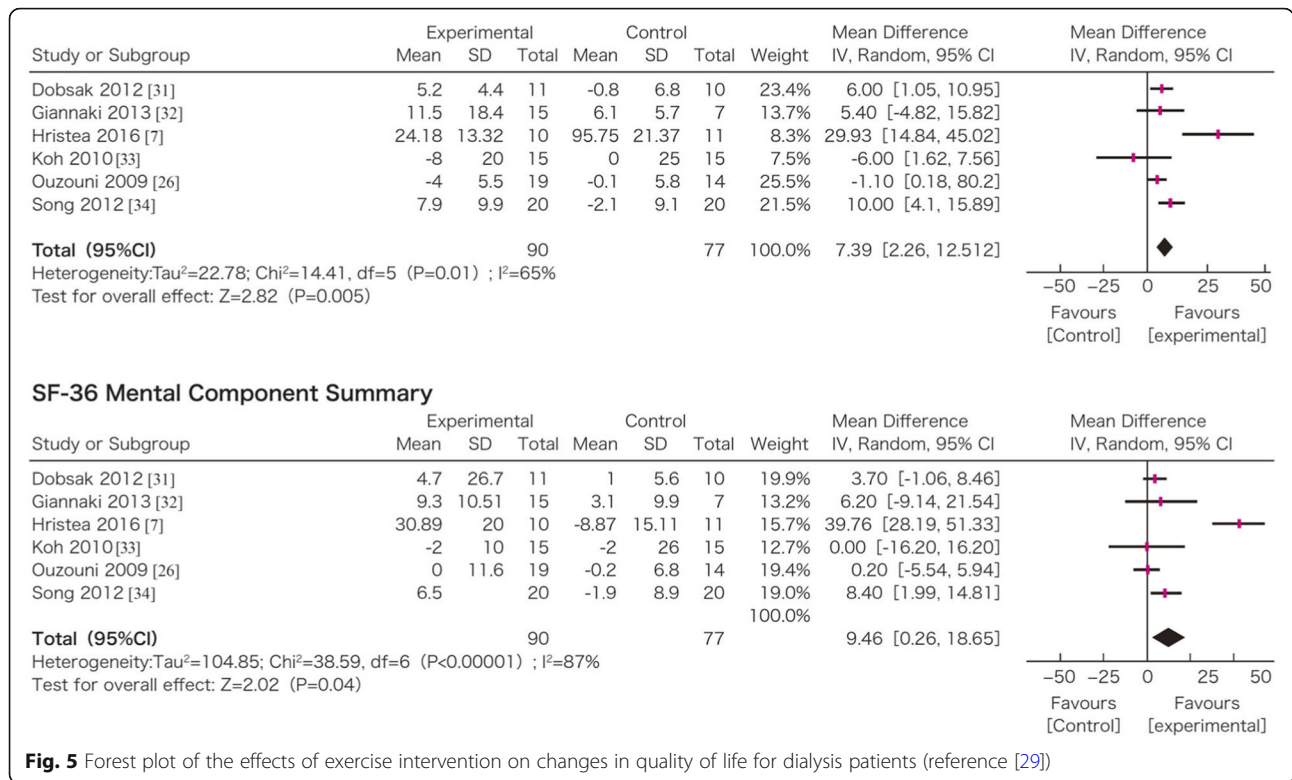 Experimental Control Mean Difference
Study or Subgroup Mean SD Total Mean SD Total Weight IV, Random, 95% CI
Dobsak 2012 [31] 5.2 4.4 11 -0.8 6.8 10 23.4% 6.00 [1.05, 10.95]
Giannaki 2013 [32] 11.5 18.4 15 6.1 5.7 7 13.7% 5.40 [-4.82, 15.82]
Hristea 2016 [7] 24.18 13.32 10 95.75 21.37 11 8.3% 29.93 [14.84, 45.02]
Koh 2010 [33] -8 20 15 0 25 15 7.5% -6.00 [1.62, 7.56]
Ouzouni 2009 [26] -4 5.5 19 -0.1 5.8 14 25.5% -1.10 [0.18, 80.2]
Song 2012 [34] 7.9 9.9 20 -2.1 9.1 20 21.5% 10.00 [4.1, 15.89]
Total (95%CI) 90 77 100.0% 7.39 [2.26, 12.512]
Heterogeneity:Tau²=22.78; Chi²=14.41, df=5 (P=0.01) ; I²=65%
Test for overall effect: Z=2.82 (P=0.005)
Mean Difference
IV, Random, 95% CI
−50 −25 0 25 50
Favours Favours
[Control] [experimental]
SF-36 Mental Component Summary
Experimental Control Mean Difference
Study or Subgroup Mean SD Total Mean SD Total Weight IV, Random, 95% CI
Dobsak 2012 [31] 4.7 26.7 11 1 5.6 10 19.9% 3.70 [-1.06, 8.46]
Giannaki 2013 [32] 9.3 10.51 15 3.1 9.9 7 13.2% 6.20 [-9.14, 21.54]
Hristea 2016 [7] 30.89 20 10 -8.87 15.11 11 15.7% 39.76 [28.19, 51.33]
Koh 2010 [33] -2 10 15 -2 26 15 12.7% 0.00 [-16.20, 16.20]
Ouzouni 2009 [26] 0 11.6 19 -0.2 6.8 14 19.4% 0.20 [-5.54, 5.94]
Song 2012 [34] 6.5 20 -1.9 8.9 20 19.0% 8.40 [1.99, 14.81]
100.0%
Total (95%CI) 90 77 9.46 [0.26, 18.65]
Heterogeneity:Tau²=104.85; Chi²=38.59, df=6 (P<0.00001) ; I²=87%
Test for overall effect: Z=2.02 (P=0.04)
Mean Difference
IV, Random, 95% CI
−50 −25 0 25 50
Favours Favours
[Control] [experimental]
Fig. 5 Forest plot of the effects of exercise intervention on changes in quality of life for dialysis patients (reference [29])